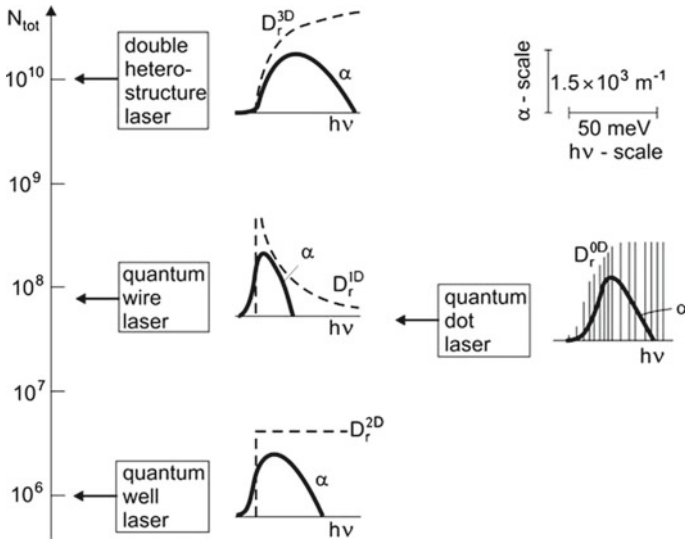 N_tot
10^10
10^9
10^8
10^7
10^6
double
hetero-
structure
laser
D_r^3D
α
hν
α - scale
1.5 × 10^3 m^-1
50 meV
hν - scale
quantum
wire
laser
α
D_r^1D
hν
quantum
dot
laser
D_r^0D
α
hν
quantum
well
laser
D_r^2D
α
hν